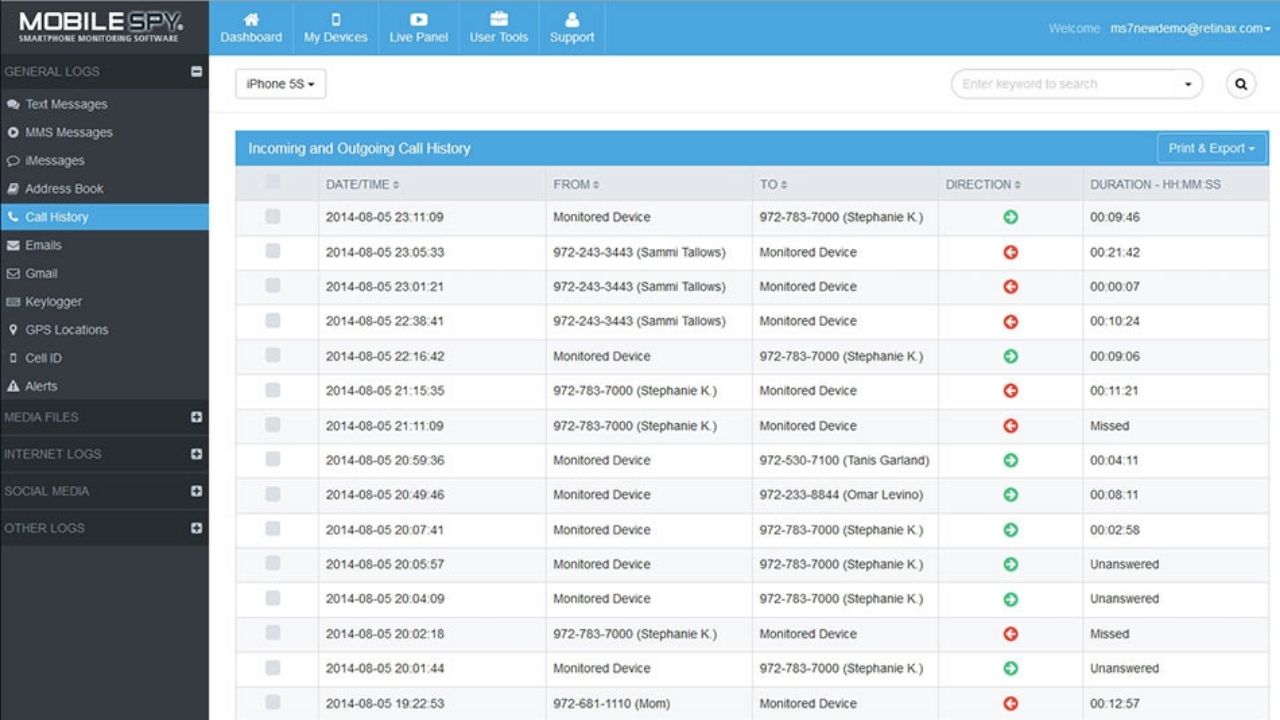 MOBILE SPY®
SMARTPHONE MONITORING SOFTWARE
Dashboard My Devices Live Panel User Tools Support
Welcome ms7newdemo@retinax.com
GENERAL LOGS
Text Messages
MMS Messages
iMessages
Address Book
Call History
Emails
Gmail
Keylogger
GPS Locations
Cell ID
Alerts
MEDIA FILES
INTERNET LOGS
SOCIAL MEDIA
OTHER LOGS
iPhone 5S
Enter keyword to search
Incoming and Outgoing Call History Print & Export
DATE/TIME FROM TO DIRECTION DURATION - HH:MM:SS
2014-08-05 23:11:09 Monitored Device 972-783-7000 (Stephanie K.) 00:09:46
2014-08-05 23:05:33 972-243-3443 (Sammi Tallows) Monitored Device 00:21:42
2014-08-05 23:01:21 972-243-3443 (Sammi Tallows) Monitored Device 00:00:07
2014-08-05 22:38:41 972-243-3443 (Sammi Tallows) Monitored Device 00:10:24
2014-08-05 22:16:42 Monitored Device 972-783-7000 (Stephanie K.) 00:09:06
2014-08-05 21:15:35 972-783-7000 (Stephanie K.) Monitored Device 00:11:21
2014-08-05 21:11:09 972-783-7000 (Stephanie K.) Monitored Device Missed
2014-08-05 20:59:36 Monitored Device 972-530-7100 (Tanis Garland) 00:04:11
2014-08-05 20:49:46 Monitored Device 972-233-8844 (Omar Levino) 00:08:11
2014-08-05 20:07:41 Monitored Device 972-783-7000 (Stephanie K.) 00:02:58
2014-08-05 20:05:57 Monitored Device 972-783-7000 (Stephanie K.) Unanswered
2014-08-05 20:04:09 Monitored Device 972-783-7000 (Stephanie K.) Unanswered
2014-08-05 20:02:18 972-783-7000 (Stephanie K.) Monitored Device Missed
2014-08-05 20:01:44 Monitored Device 972-783-7000 (Stephanie K.) Unanswered
2014-08-05 19:22:53 972-681-1110 (Mom) Monitored Device 00:12:57